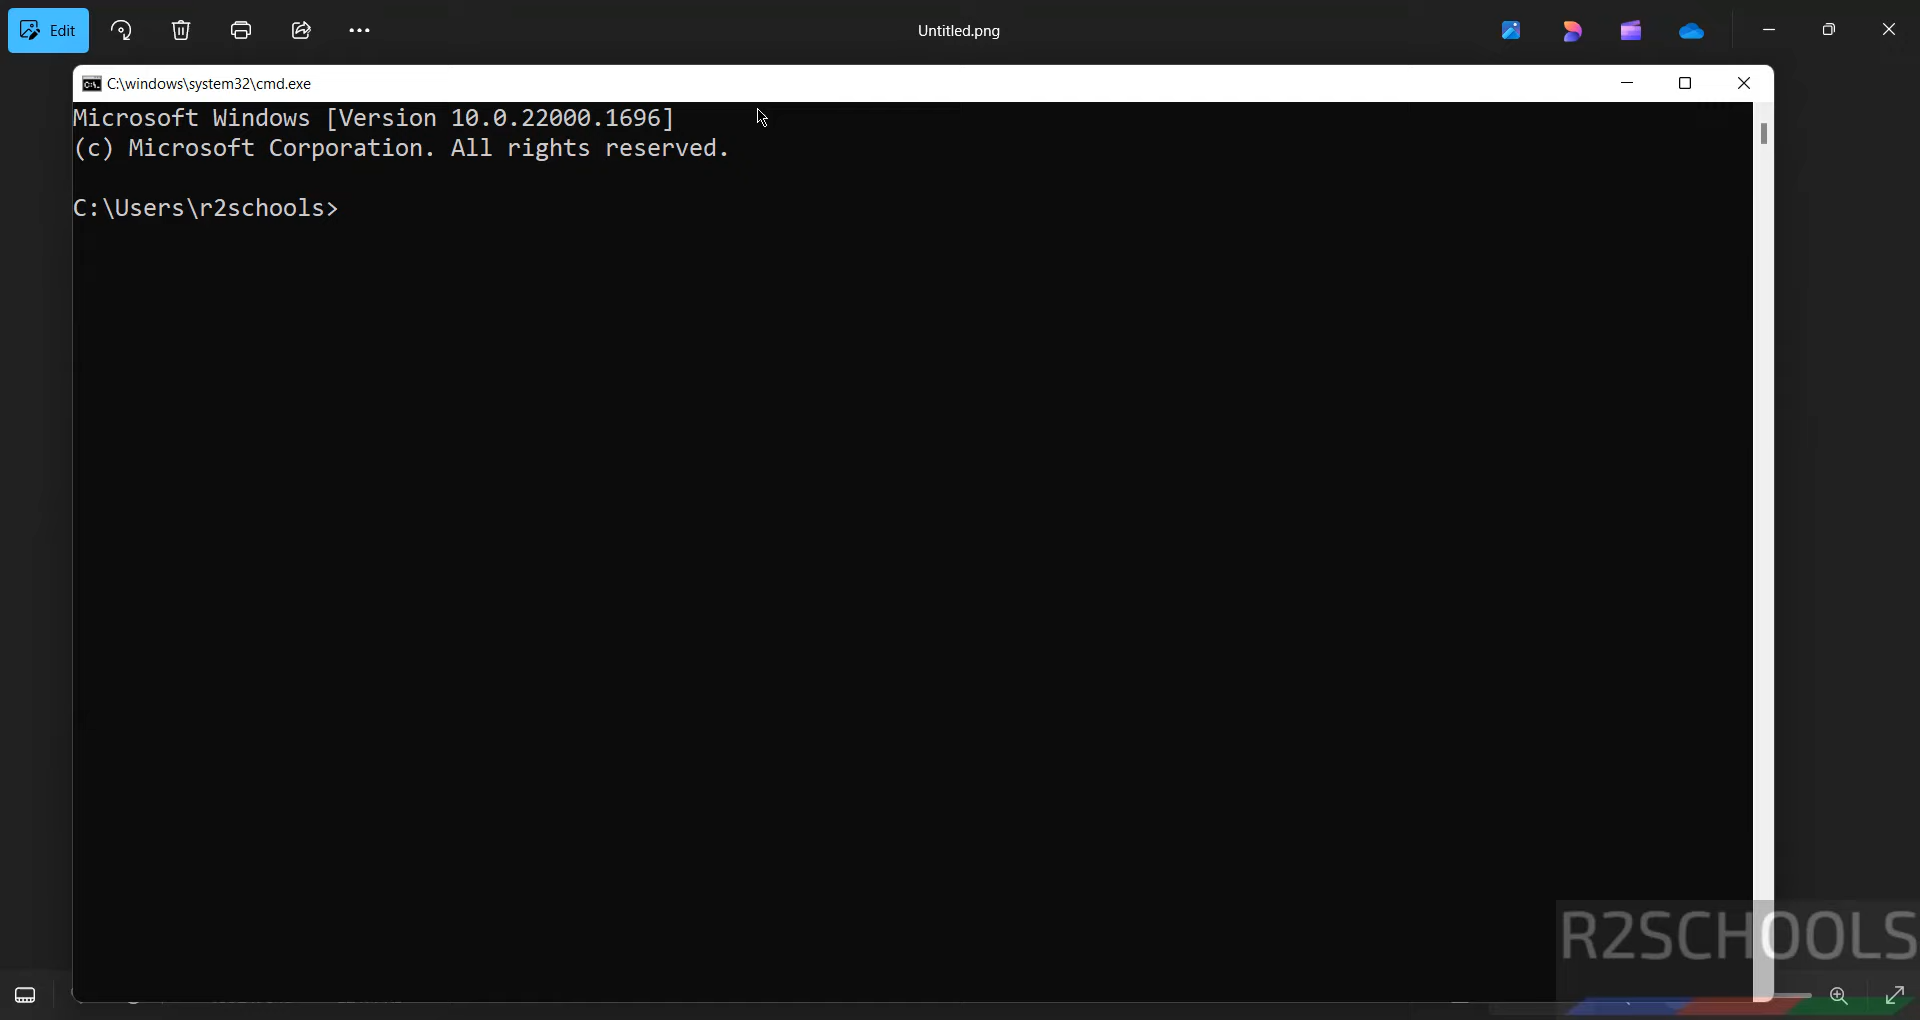 Edit
Untitled.png
C:\windows\system32\cmd.exe
Microsoft Windows [Version 10.0.22000.1696]
(c) Microsoft Corporation. All rights reserved.
C:\Users\r2schools>
R2SCHOOLS